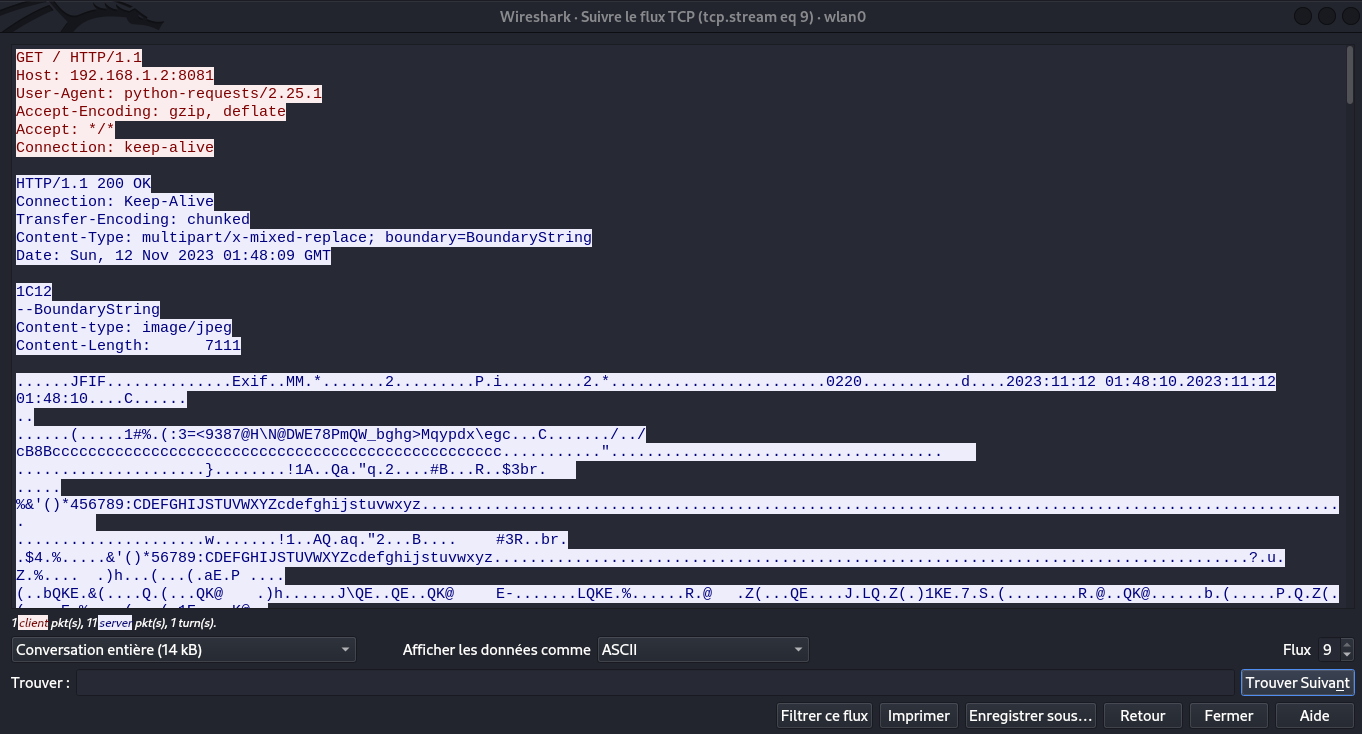 Wireshark · Suivre le flux TCP (tcp.stream eq 9) · wlan0
GET / HTTP/1.1
Host: 192.168.1.2:8081
User-Agent: python-requests/2.25.1
Accept-Encoding: gzip, deflate
Accept: */*
Connection: keep-alive
HTTP/1.1 200 OK
Connection: Keep-Alive
Transfer-Encoding: chunked
Content-Type: multipart/x-mixed-replace; boundary=BoundaryString
Date: Sun, 12 Nov 2023 01:48:09 GMT
1C12
--BoundaryString
Content-type: image/jpeg
Content-Length:      7111
......JFIF..............Exif..MM.*.......2.........P.i.........2.*........................0220...........d....2023:11:12 01:48:10.2023:11:12
01:48:10....C......
..
......(.....1#%.(:3=<9387@H\N@DWE78PmQW_bghg>Mqypdx\egc...C......./../
cB8Bcccccccccccccccccccccccccccccccccccccccccccccccccc...........".....................................
.....................}........!1A..Qa."q.2....#B...R..$3br.
.....
%&'()*456789:CDEFGHIJSTUVWXYZcdefghijstuvwxyz......................................................................................................
.
.....................w.......!1..AQ.aq."2...B....    #3R..br.
.$4.%.....&'()*56789:CDEFGHIJSTUVWXYZcdefghijstuvwxyz....................................................................................?.u.
Z.%....  .)h...(...(.aE.P ....
(..bQKE.&(....Q.(...QK@    .)h......J\QE..QE..QK@     E-.......LQKE.%......R.@   .Z(...QE....J.LQ.Z(.)1KE.7.S.(........R.@..QK@......b.(.....P.Q.Z(.
1 client pkt(s), 11 server pkt(s), 1 turn(s).
Conversation entière (14 kB) Afficher les données comme ASCII Flux 9
Trouver : Trouver Suivant
Filtrer ce flux Imprimer Enregistrer sous… Retour Fermer Aide